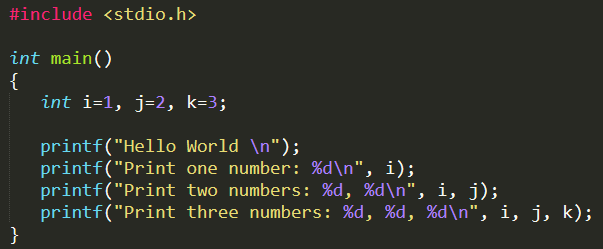 #include <stdio.h>

int main()
{
   int i=1, j=2, k=3;

   printf("Hello World \n");
   printf("Print one number: %d\n", i);
   printf("Print two numbers: %d, %d\n", i, j);
   printf("Print three numbers: %d, %d, %d\n", i, j, k);
}